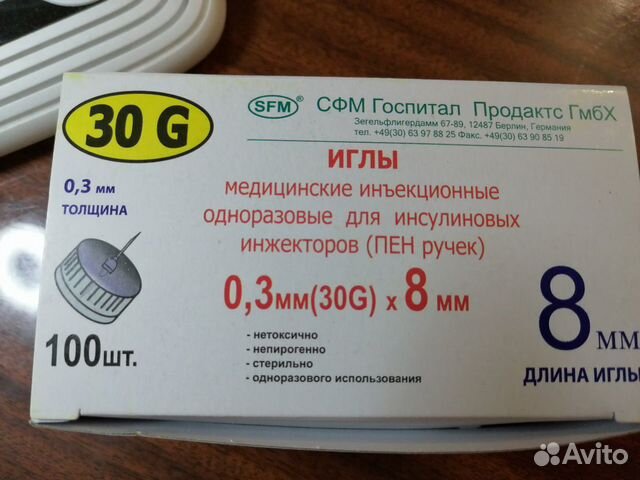 30 G
SFM®
СФМ Госпитал Продактс ГмбХ
Зегельфлигердамм 67-89, 12487 Берлин, Германия
тел. +49(30) 63 97 88 25 Факс. +49(30) 63 90 85 19
ИГЛЫ
медицинские инъекционные
одноразовые для инсулиновых
инжекторов (ПЕН ручек)
0,3 мм
ТОЛЩИНА
0,3мм(30G) х 8 мм
100шт.
- нетоксично
- непирогенно
- стерильно
- одноразового использования
8 мм
ДЛИНА ИГЛЫ
Avito